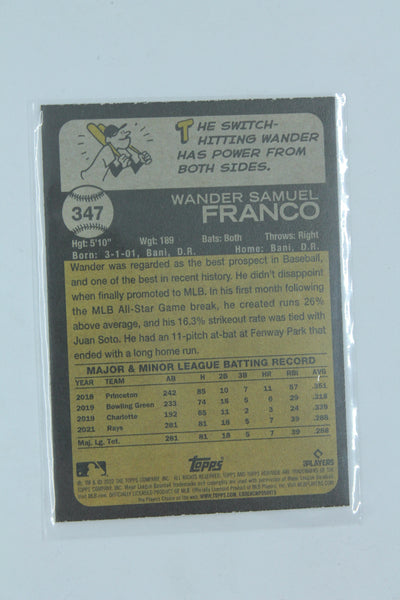 THE SWITCH-
HITTING WANDER
HAS POWER FROM
BOTH SIDES.
347
WANDER SAMUEL
FRANCO
Hgt: 5'10" Wgt: 189 Bats: Both Throws: Right
Born: 3-1-01, Bani, D.R. Home: Bani, D.R.
Wander was regarded as the best prospect in Baseball,
and one of the best in recent history. He didn't disappoint
when finally promoted to MLB. In his first month following
the MLB All-Star Game break, he created runs 26%
above average, and his 16.3% strikeout rate was tied with
Juan Soto. He had an 11-pitch at-bat at Fenway Park that
ended with a long home run.
MAJOR & MINOR LEAGUE BATTING RECORD
YEAR TEAM AB H 2B 3B HR RBI AVG
2018 Princeton 242 85 10 7 11 57 .351
2019 Bowling Green 233 74 16 5 6 29 .318
2019 Charlotte 192 65 11 2 3 24 .339
2021 Rays 281 81 18 5 7 39 .288
Maj. Lg. Tot. 281 81 18 5 7 39 .288
TOPPS
PLAYERS